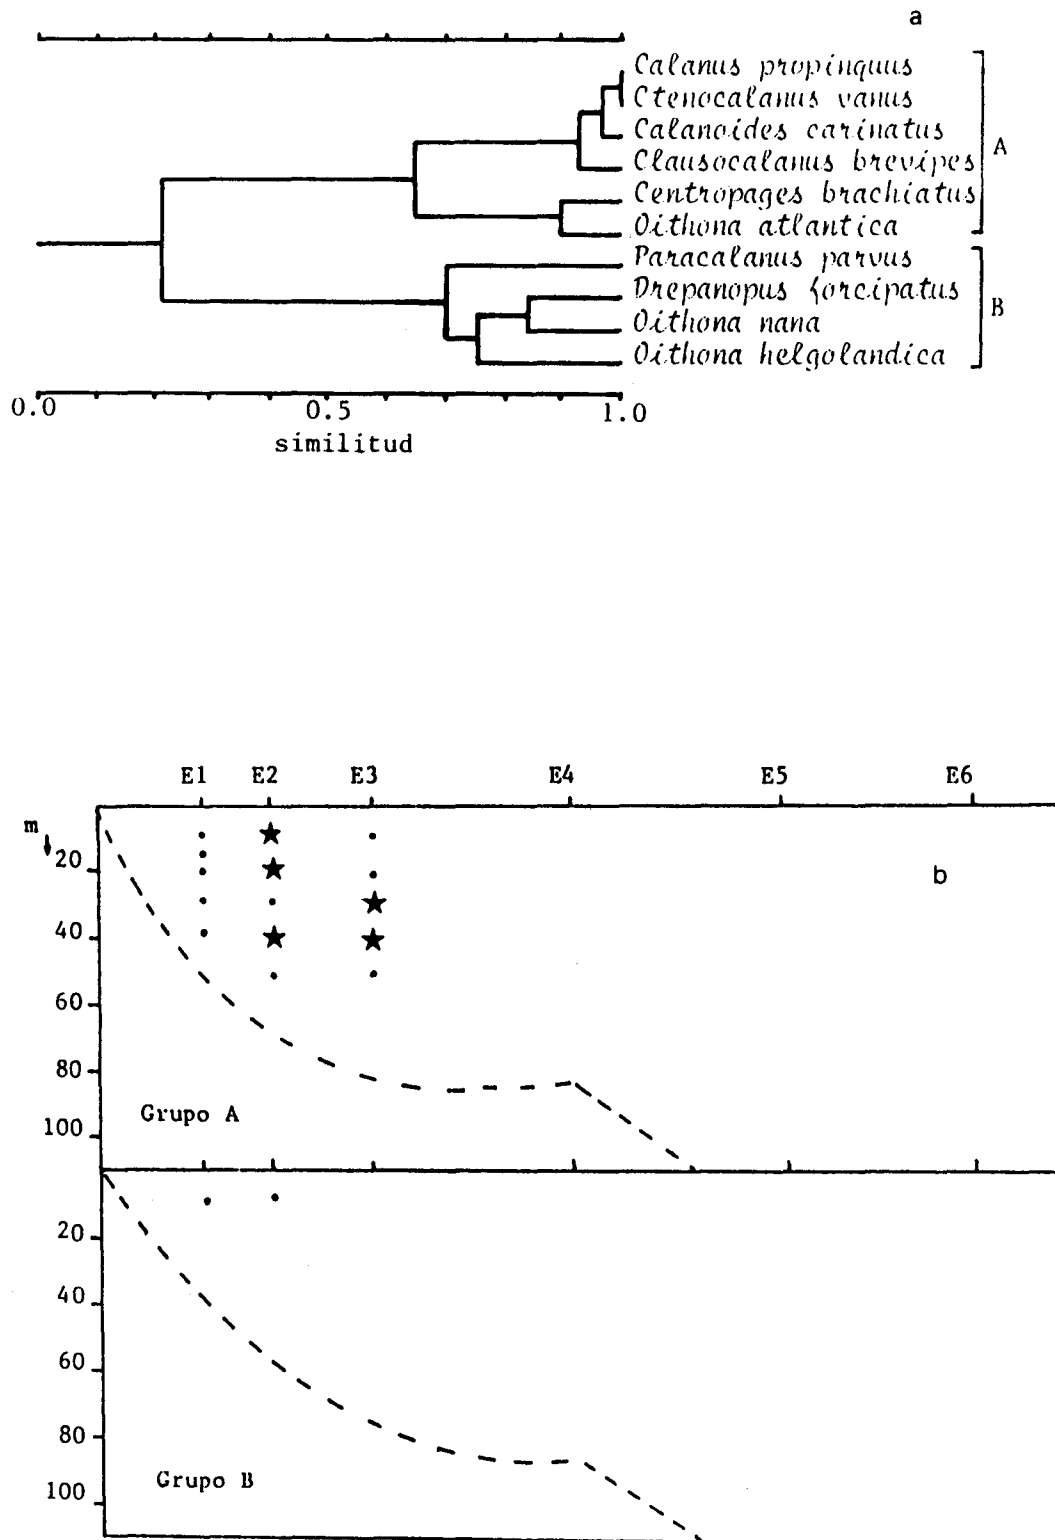 a
Calanus propinquus
Ctenocalanus vanus
Calanoides carinatus
Clausocalanus brevipes
Centropages brachiatus
Oithona atlantica
A
Paracalanus parvus
Drepanopus forcipatus
Oithona nana
Oithona helgolandica
B
0.0 0.5 1.0
similitud
E1 E2 E3 E4 E5 E6
m
b
20
40
60
80
100
Grupo A
20
40
60
80
100
Grupo B